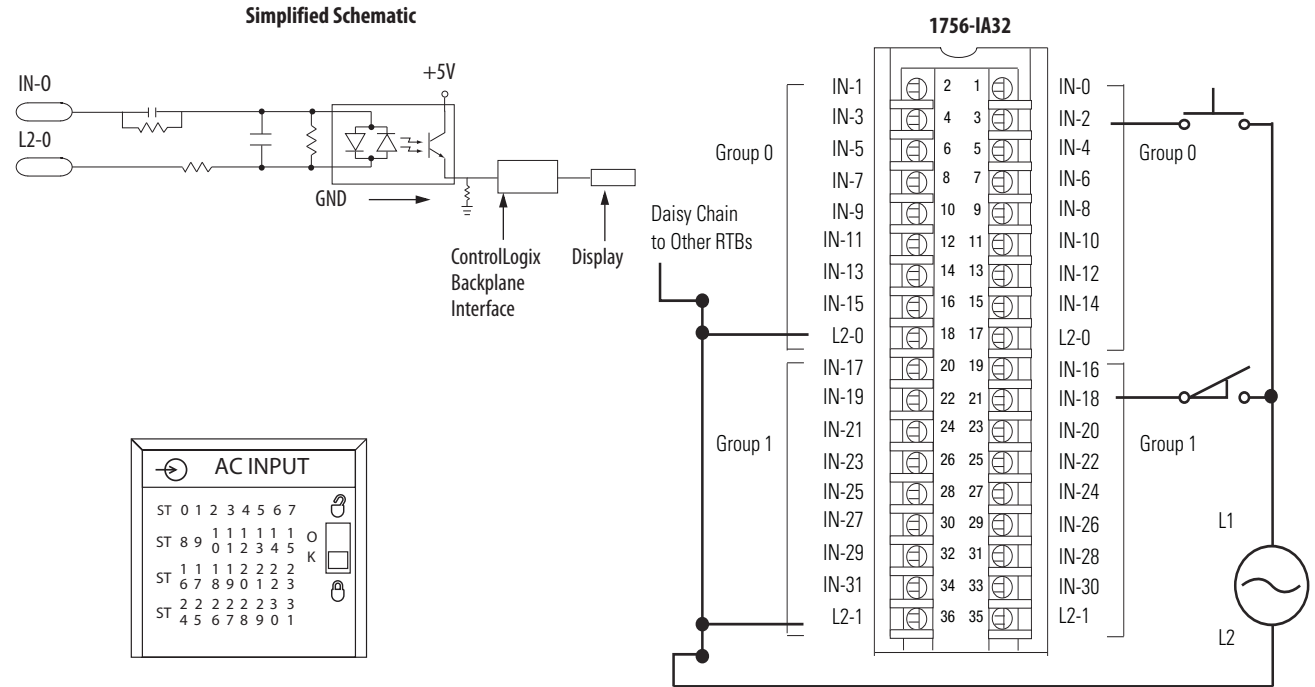 Simplified Schematic
IN-0
L2-0
+5V
GND
ControlLogix
Backplane
Interface
Display
AC INPUT
ST 0 1 2 3 4 5 6 7
ST 8 9 10 11 12 13 14 15
ST 16 17 18 19 20 21 22 23
ST 24 25 26 27 28 29 30 31
O
K
1756-IA32
Daisy Chain
to Other RTBs
Group 0
Group 1
IN-1 2 1 IN-0
IN-3 4 3 IN-2
IN-5 6 5 IN-4
IN-7 8 7 IN-6
IN-9 10 9 IN-8
IN-11 12 11 IN-10
IN-13 14 13 IN-12
IN-15 16 15 IN-14
L2-0 18 17 L2-0
IN-17 20 19 IN-16
IN-19 22 21 IN-18
IN-21 24 23 IN-20
IN-23 26 25 IN-22
IN-25 28 27 IN-24
IN-27 30 29 IN-26
IN-29 32 31 IN-28
IN-31 34 33 IN-30
L2-1 36 35 L2-1
Group 0
Group 1
L1
L2